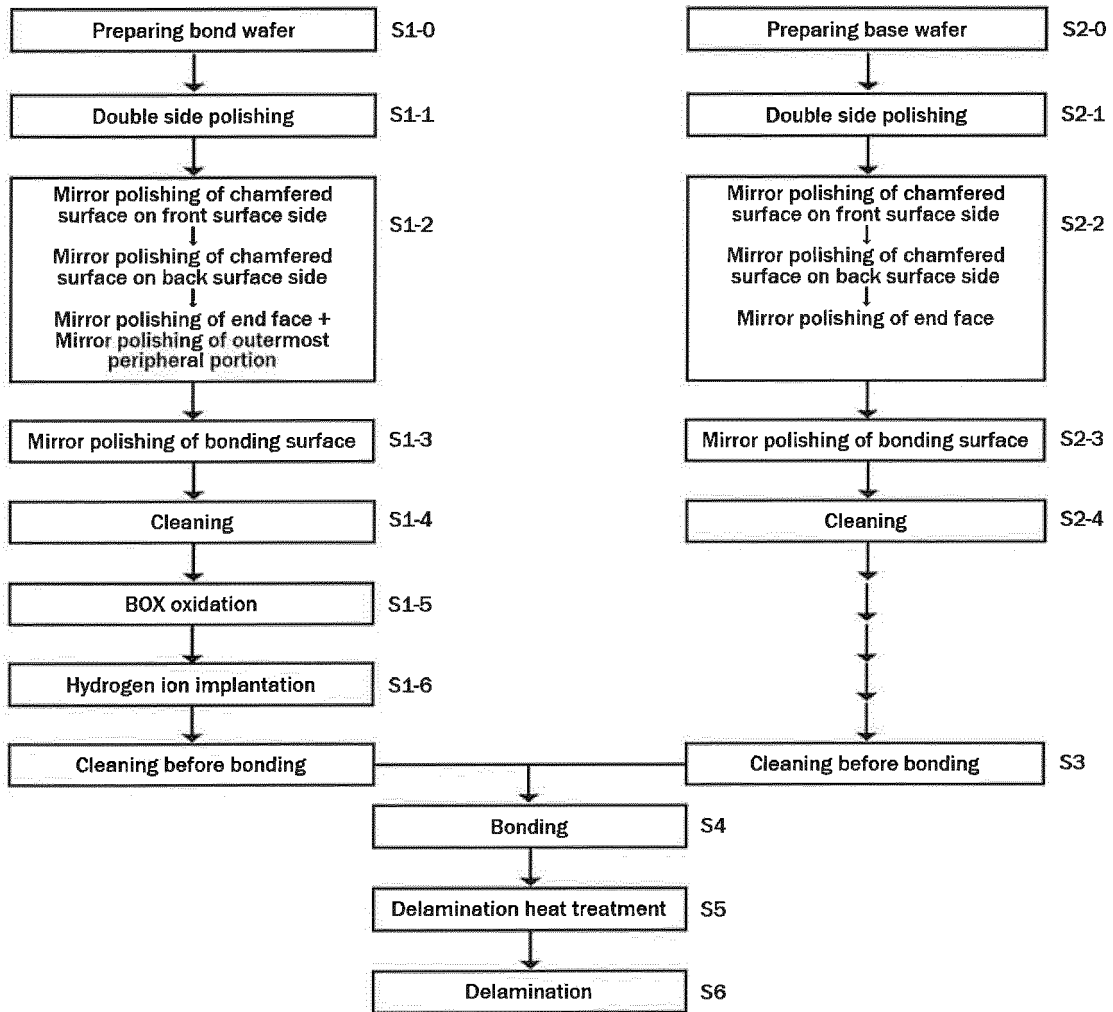 Preparing bond wafer
S1-0
Double side polishing
S1-1
Mirror polishing of chamfered
surface on front surface side
Mirror polishing of chamfered
surface on back surface side
Mirror polishing of end face +
Mirror polishing of outermost
peripheral portion
S1-2
Mirror polishing of bonding surface
S1-3
Cleaning
S1-4
BOX oxidation
S1-5
Hydrogen ion implantation
S1-6
Cleaning before bonding
Preparing base wafer
S2-0
Double side polishing
S2-1
Mirror polishing of chamfered
surface on front surface side
Mirror polishing of chamfered
surface on back surface side
Mirror polishing of end face
S2-2
Mirror polishing of bonding surface
S2-3
Cleaning
S2-4
Cleaning before bonding
S3
Bonding
S4
Delamination heat treatment
S5
Delamination
S6